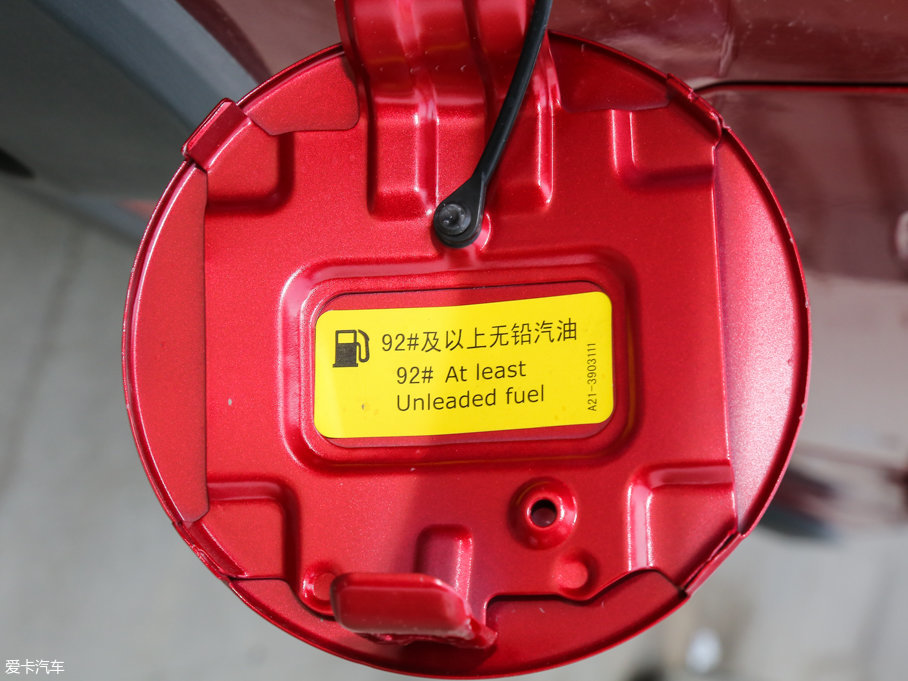 92#及以上无铅汽油
92# At least
Unleaded fuel
A21-3903111
爱卡汽车